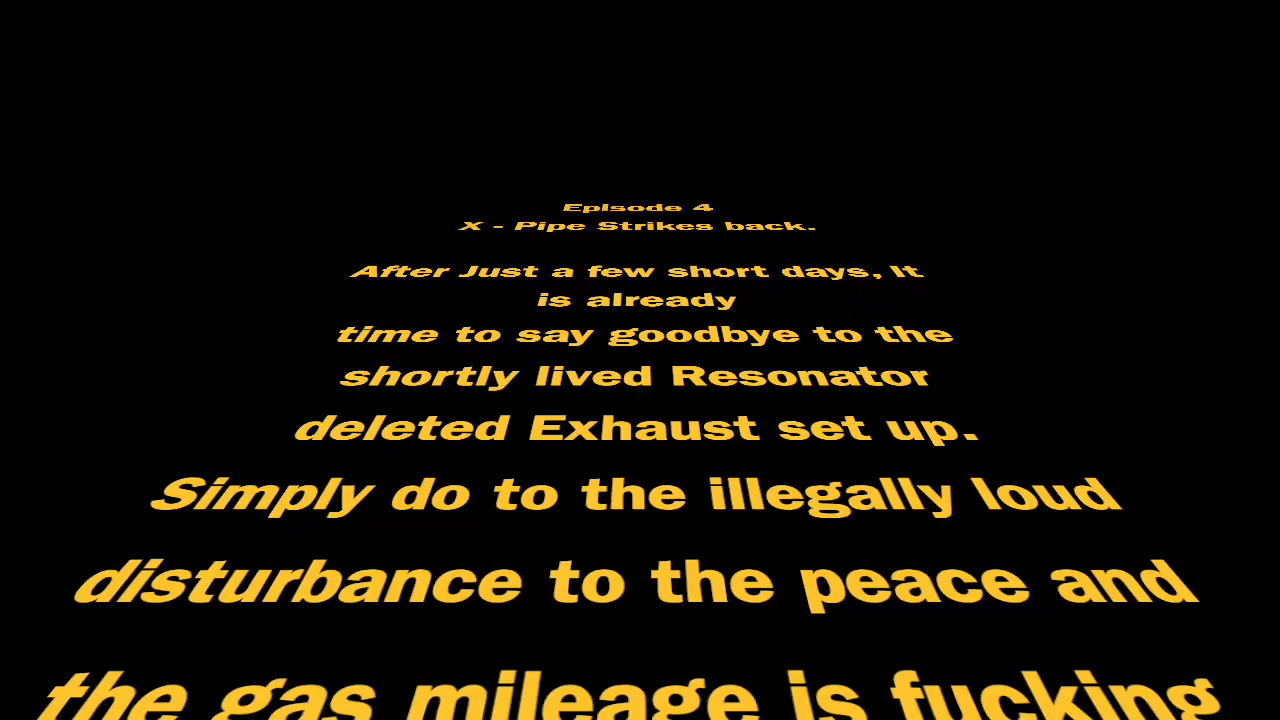 Episode 4
X - Pipe Strikes back.
After Just a few short days, It
is already
time to say goodbye to the
shortly lived Resonator
deleted Exhaust set up.
Simply do to the illegally loud
disturbance to the peace and
the gas mileage is fucking